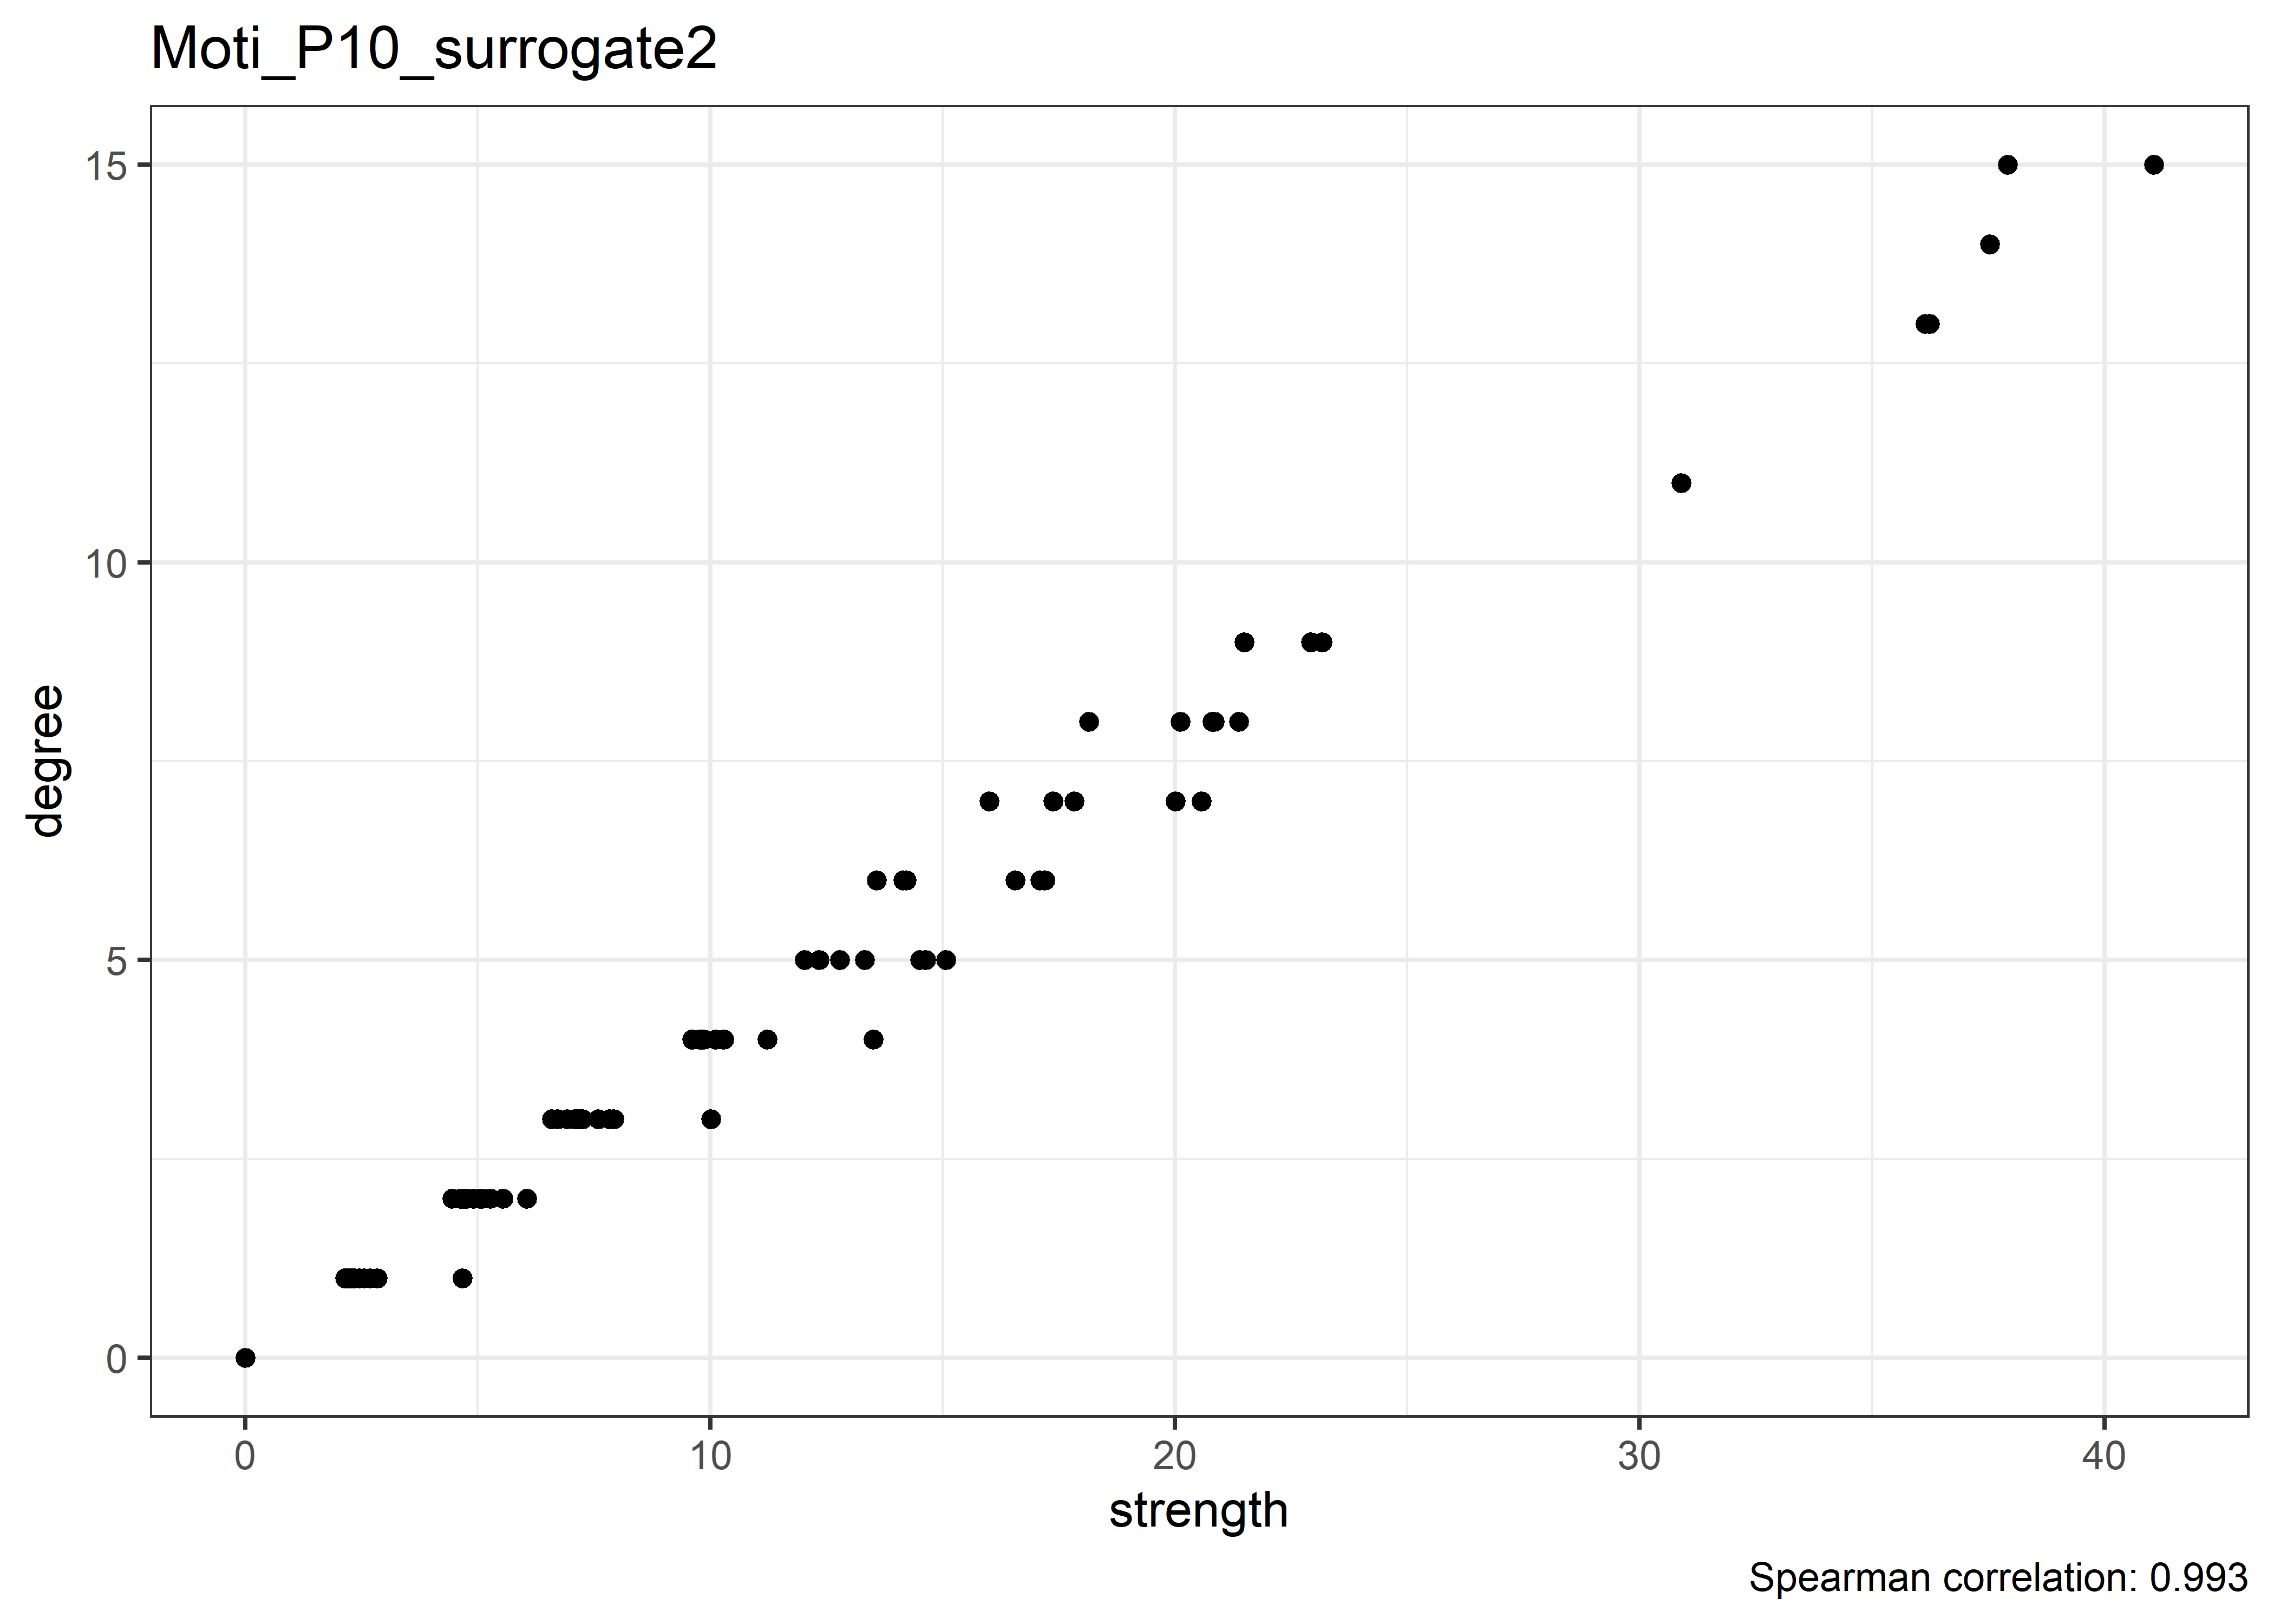 Moti_P10_surrogate2
15
10
5
0
degree
0 10 20 30 40
strength
Spearman correlation: 0.993